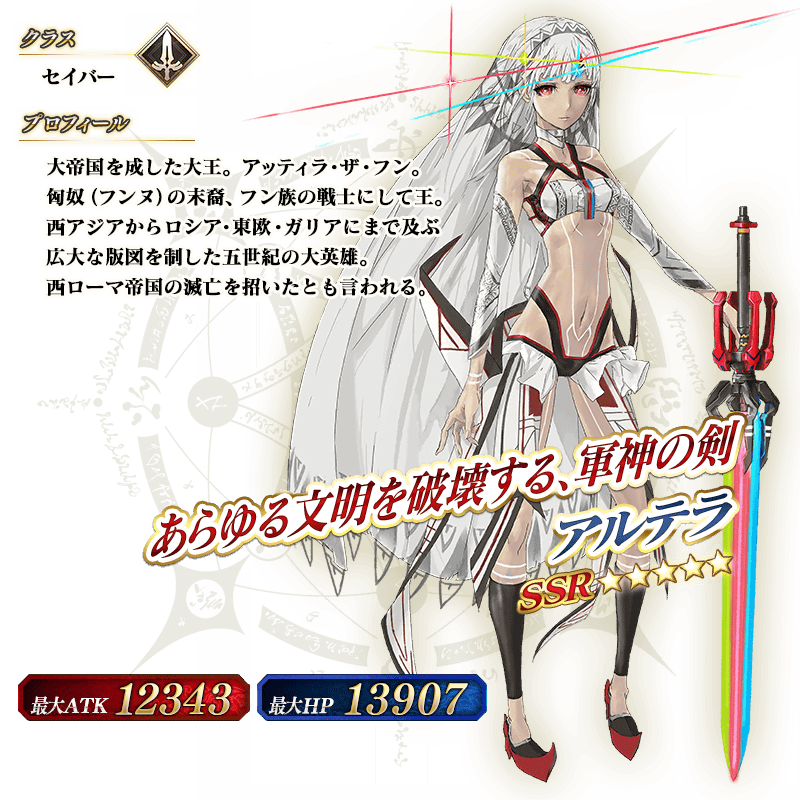 クラス
セイバー
プロフィール
大帝国を成した大王。アッティラ・ザ・フン。
匈奴（フンヌ）の末裔、フン族の戦士にして王。
西アジアからロシア・東欧・ガリアにまで及ぶ
広大な版図を制した五世紀の大英雄。
西ローマ帝国の滅亡を招いたとも言われる。
あらゆる文明を破壊する、軍神の剣
アルテラ
SSR★★★★★
最大ATK 12343
最大HP 13907